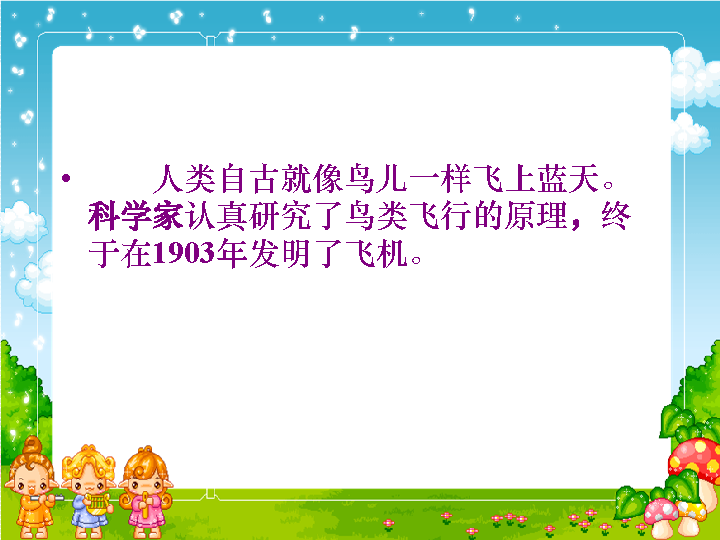 • 人类自古就像鸟儿一样飞上蓝天。
科学家认真研究了鸟类飞行的原理，终
于在1903年发明了飞机。